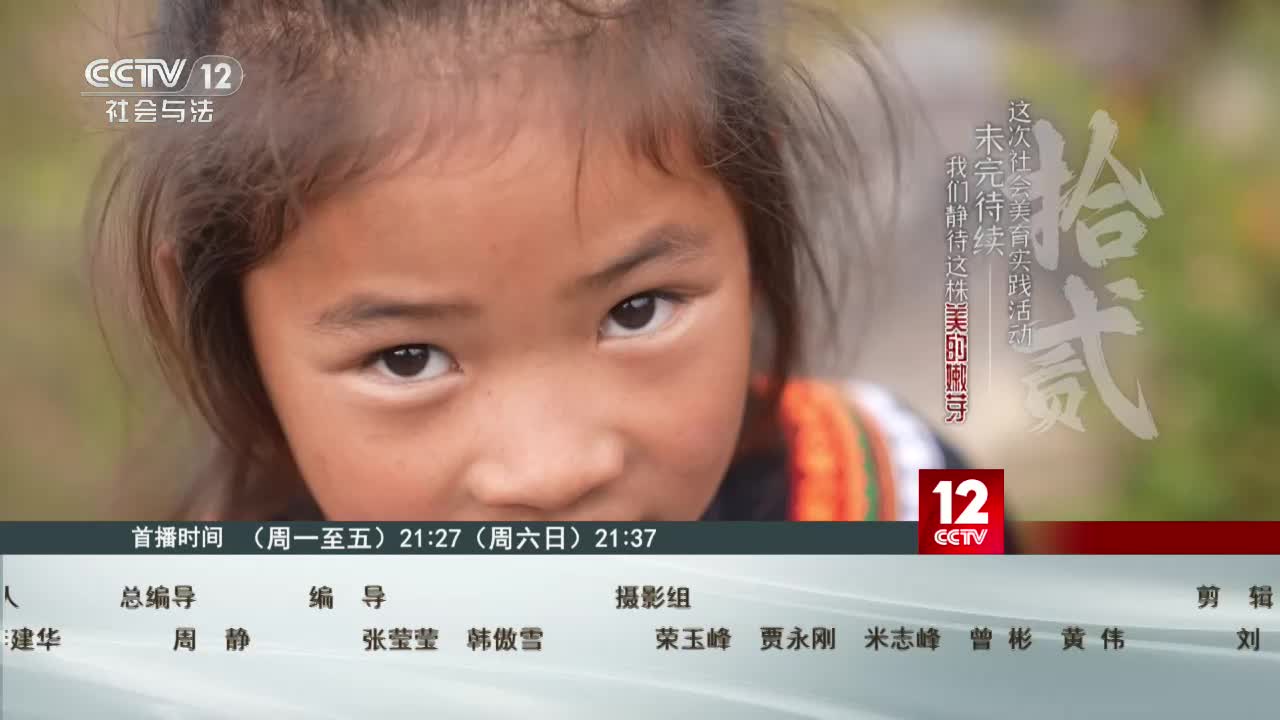 CCTV 12
社会与法
拾贰
这次社会美育实践活动
未完待续
我们静待这株美的嫩芽
12
CCTV
首播时间 （周一至五）21:27（周六日）21:37
人 总编导 编 导 摄影组 剪 辑
建华 周 静 张莹莹 韩傲雪 荣玉峰 贾永刚 米志峰 曾 彬 黄 伟 刘